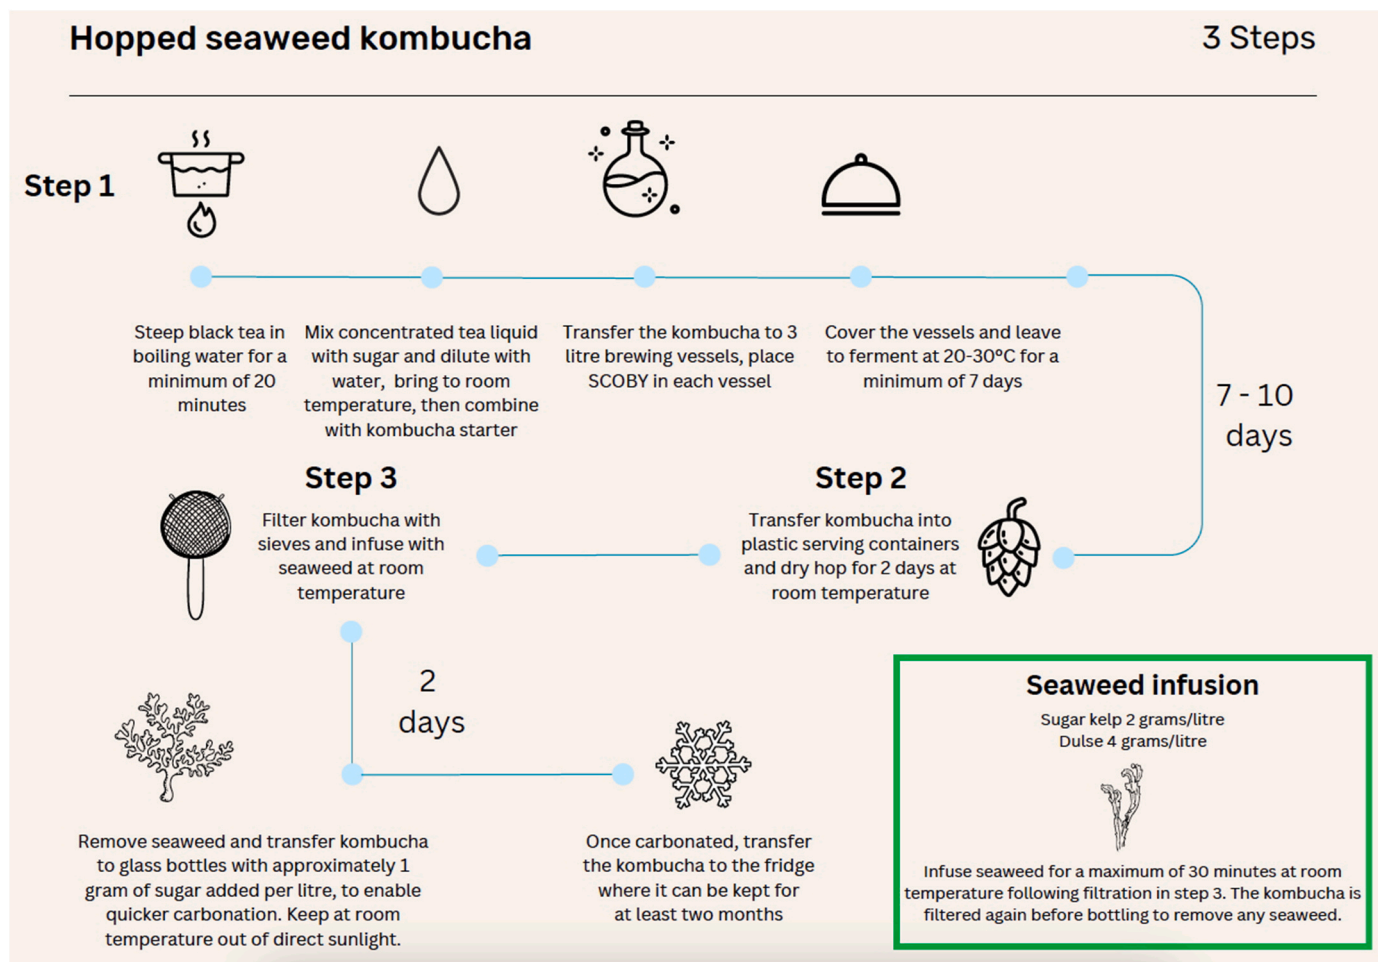 Hopped seaweed kombucha
3 Steps
Step 1
Steep black tea in
boiling water for a
minimum of 20
minutes
Mix concentrated tea liquid
with sugar and dilute with
water, bring to room
temperature, then combine
with kombucha starter
Transfer the kombucha to 3
litre brewing vessels, place
SCOBY in each vessel
Cover the vessels and leave
to ferment at 20-30°C for a
minimum of 7 days
7 - 10
days
Step 2
Transfer kombucha into
plastic serving containers
and dry hop for 2 days at
room temperature
Step 3
Filter kombucha with
sieves and infuse with
seaweed at room
temperature
2
days
Remove seaweed and transfer kombucha
to glass bottles with approximately 1
gram of sugar added per litre, to enable
quicker carbonation. Keep at room
temperature out of direct sunlight.
Once carbonated, transfer
the kombucha to the fridge
where it can be kept for
at least two months
Seaweed infusion
Sugar kelp 2 grams/litre
Dulse 4 grams/litre
Infuse seaweed for a maximum of 30 minutes at room
temperature following filtration in step 3. The kombucha is
filtered again before bottling to remove any seaweed.